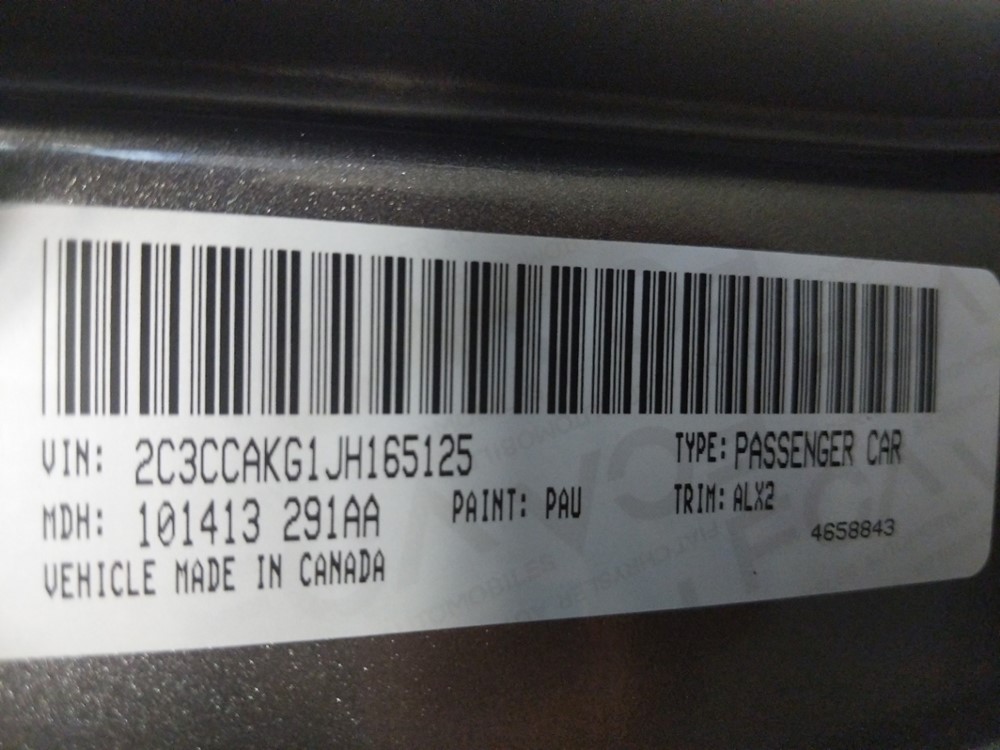 VIN: 2C3CCAKG1JH165125 TYPE: PASSENGER CAR
MDH: 101413 291AA PAINT: PAU TRIM: ALX2
4658843
VEHICLE MADE IN CANADA